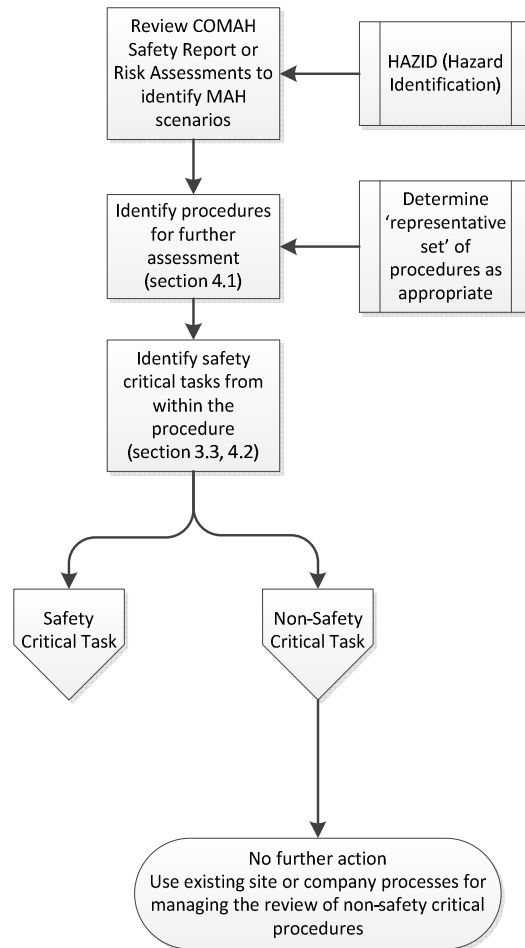 Review COMAH
Safety Report or
Risk Assessments to
identify MAH
scenarios
HAZID (Hazard
Identification)
Identify procedures
for further
assessment
(section 4.1)
Determine
‘representative
set’ of
procedures as
appropriate
Identify safety
critical tasks from
within the
procedure
(section 3.3, 4.2)
Safety
Critical Task
Non-Safety
Critical Task
No further action
Use existing site or company processes for
managing the review of non-safety critical
procedures